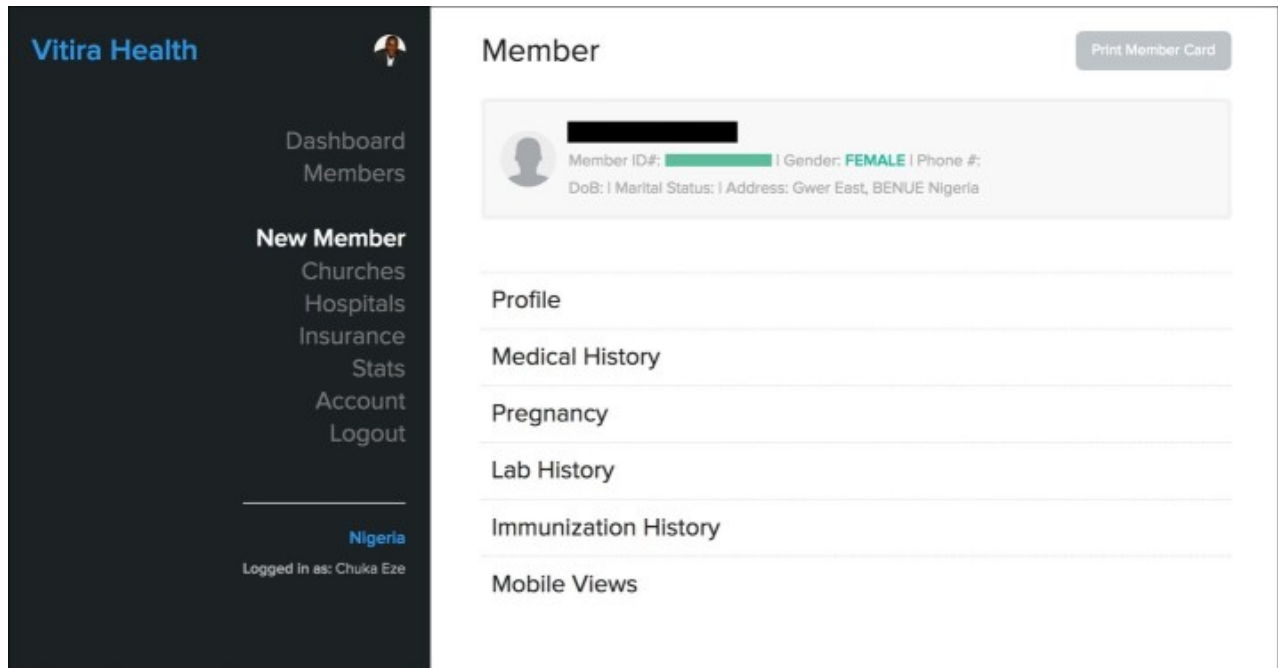 Vitira Health
Dashboard
Members
New Member
Churches
Hospitals
Insurance
Stats
Account
Logout
Nigeria
Logged in as: Chuka Eze
Member
Print Member Card
Member ID#: | Gender: FEMALE | Phone #:
DoB: | Marital Status: | Address: Gwer East, BENUE Nigeria
Profile
Medical History
Pregnancy
Lab History
Immunization History
Mobile Views